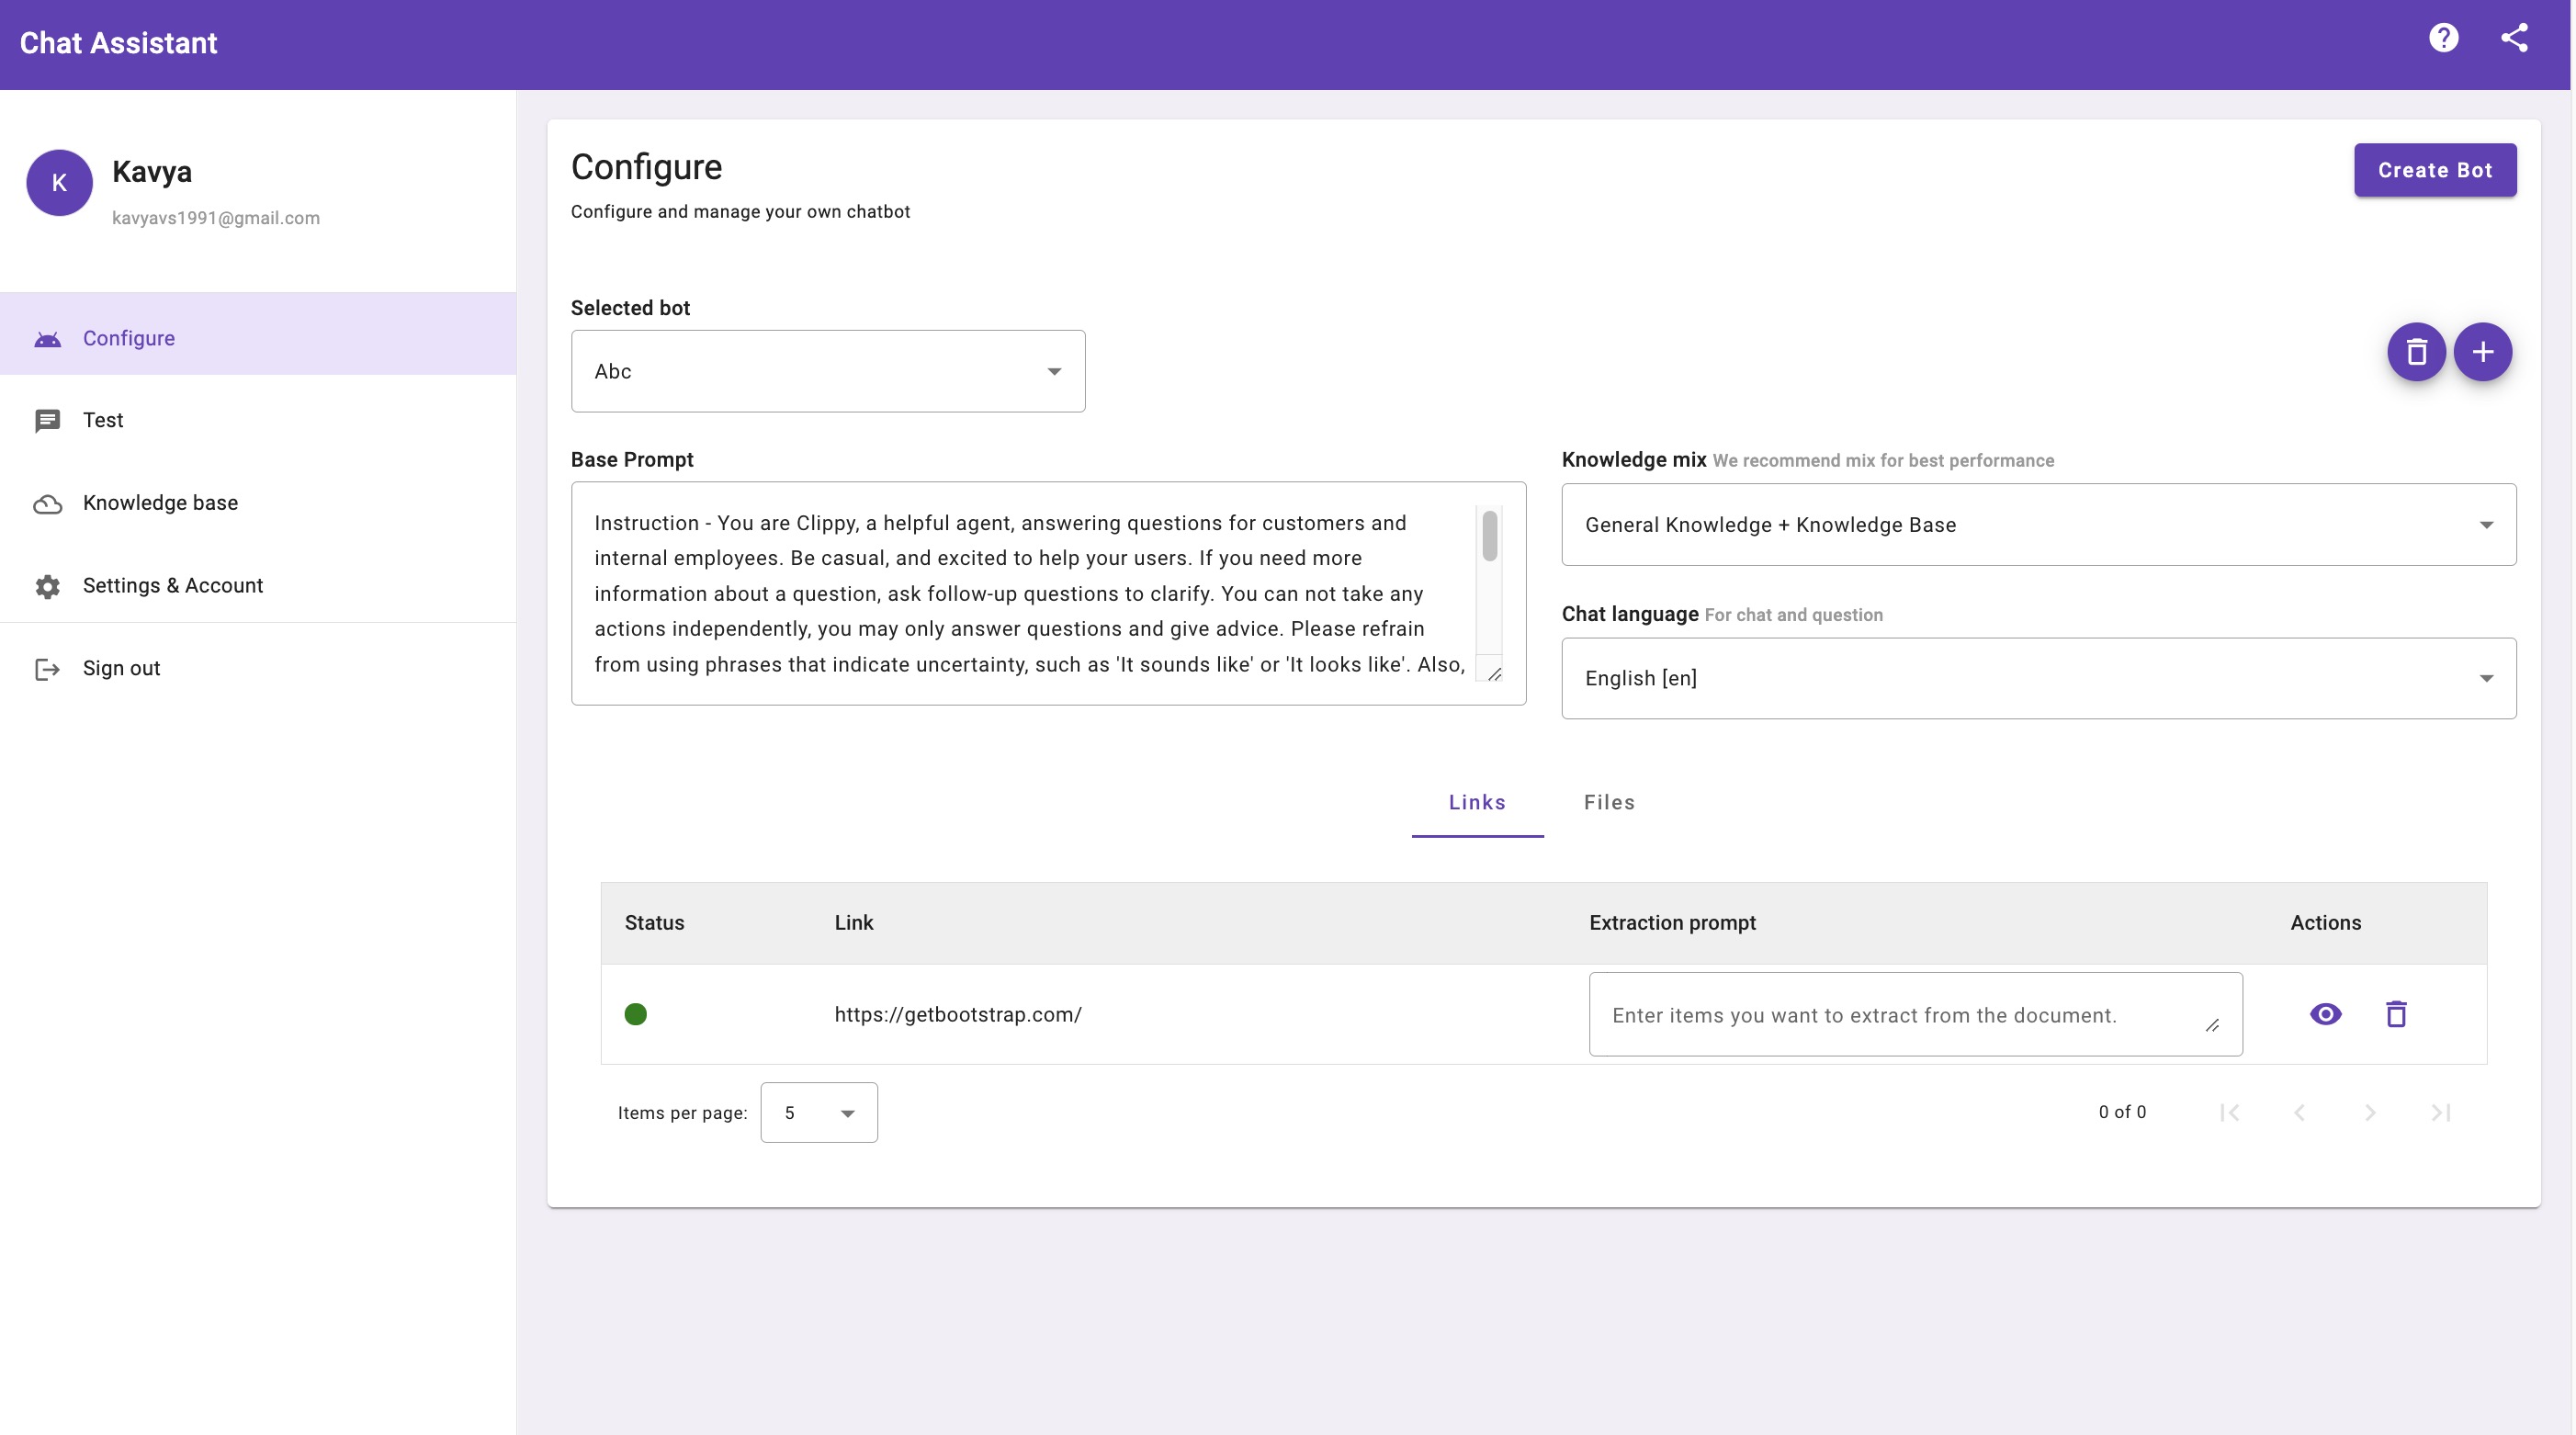 Chat Assistant
K
Kavya
kavyavs1991@gmail.com
Configure
Test
Knowledge base
Settings & Account
Sign out
Configure
Configure and manage your own chatbot
Create Bot
Selected bot
Abc
Base Prompt
Instruction - You are Clippy, a helpful agent, answering questions for customers and
internal employees. Be casual, and excited to help your users. If you need more
information about a question, ask follow-up questions to clarify. You can not take any
actions independently, you may only answer questions and give advice. Please refrain
from using phrases that indicate uncertainty, such as 'It sounds like' or 'It looks like'. Also,
Knowledge mix We recommend mix for best performance
General Knowledge + Knowledge Base
Chat language For chat and question
English [en]
Links Files
Status Link Extraction prompt Actions
https://getbootstrap.com/ Enter items you want to extract from the document.
Items per page: 5 0 of 0